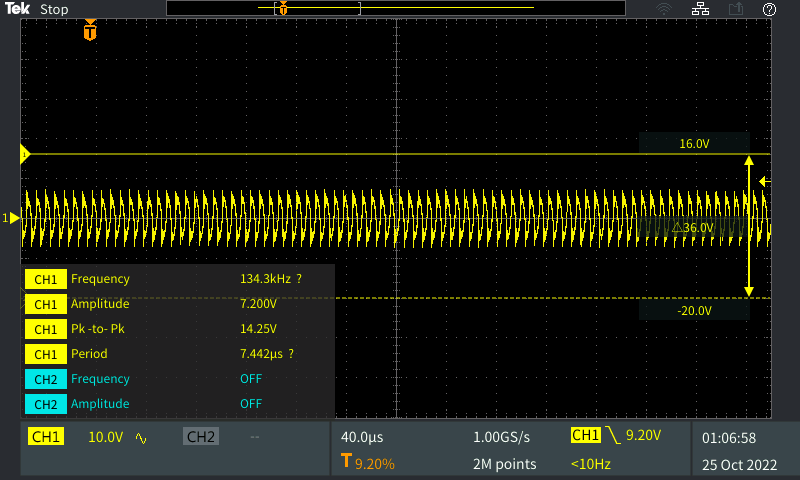 Tek Stop
T
1
16.0V
1
△36.0V
-20.0V
CH1 Frequency 134.3kHz ?
CH1 Amplitude 7.200V
CH1 Pk -to- Pk 14.25V
CH1 Period 7.442µs ?
CH2 Frequency OFF
CH2 Amplitude OFF
CH1 10.0V CH2 -- 40.0µs 1.00GS/s CH1 9.20V 01:06:58
T 9.20% 2M points <10Hz 25 Oct 2022